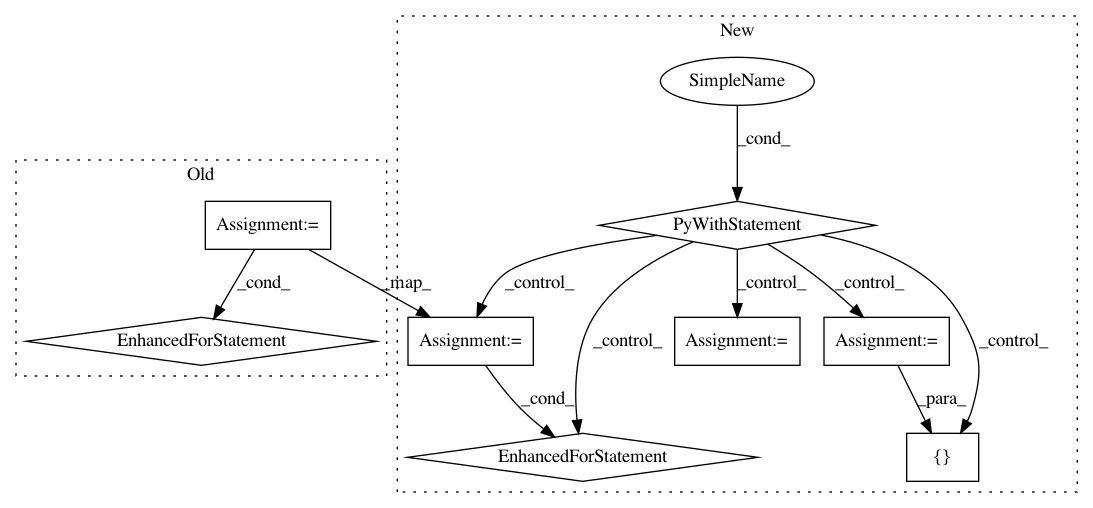 New
SimpleName
_cond_
Old
Assignment:=
PyWithStatement
_cond_
_map_
_control_
_control_
_control_
EnhancedForStatement
Assignment:=
_control_
Assignment:=
Assignment:=
_control_
_cond_
_para_
EnhancedForStatement
{}